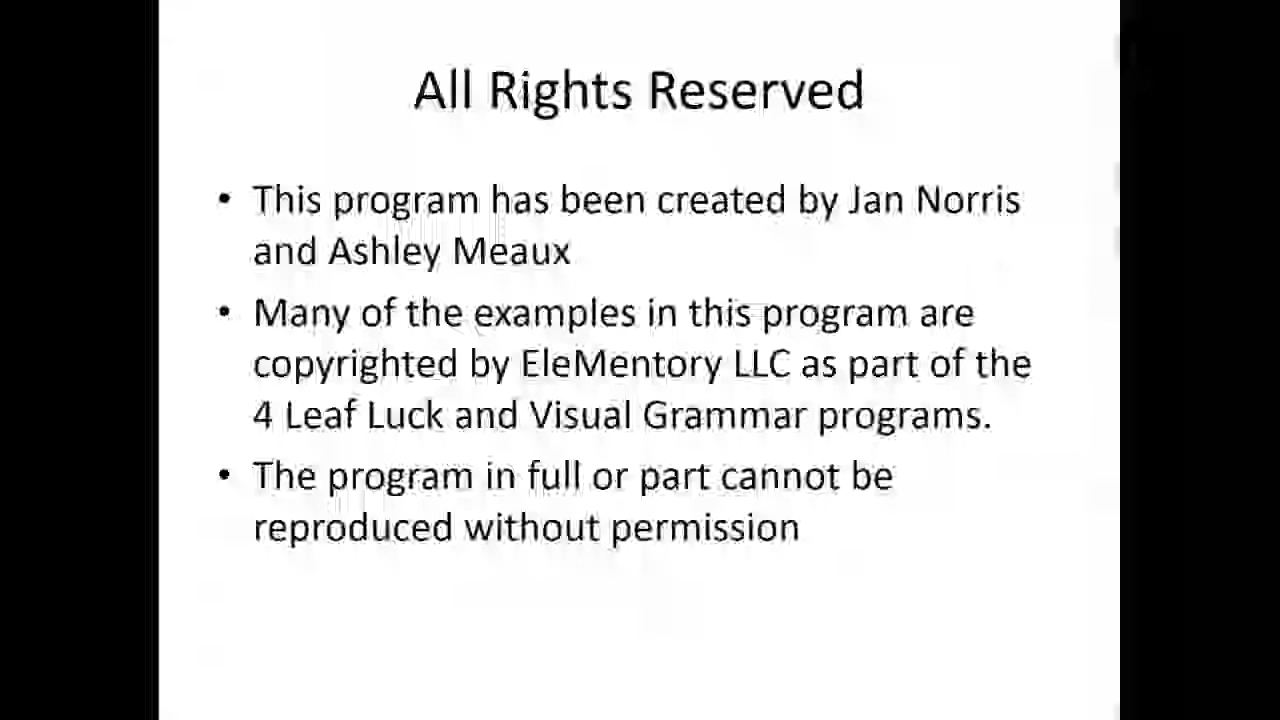 All Rights Reserved
• This program has been created by Jan Norris
and Ashley Meaux
• Many of the examples in this program are
copyrighted by EleMentory LLC as part of the
4 Leaf Luck and Visual Grammar programs.
• The program in full or part cannot be
reproduced without permission